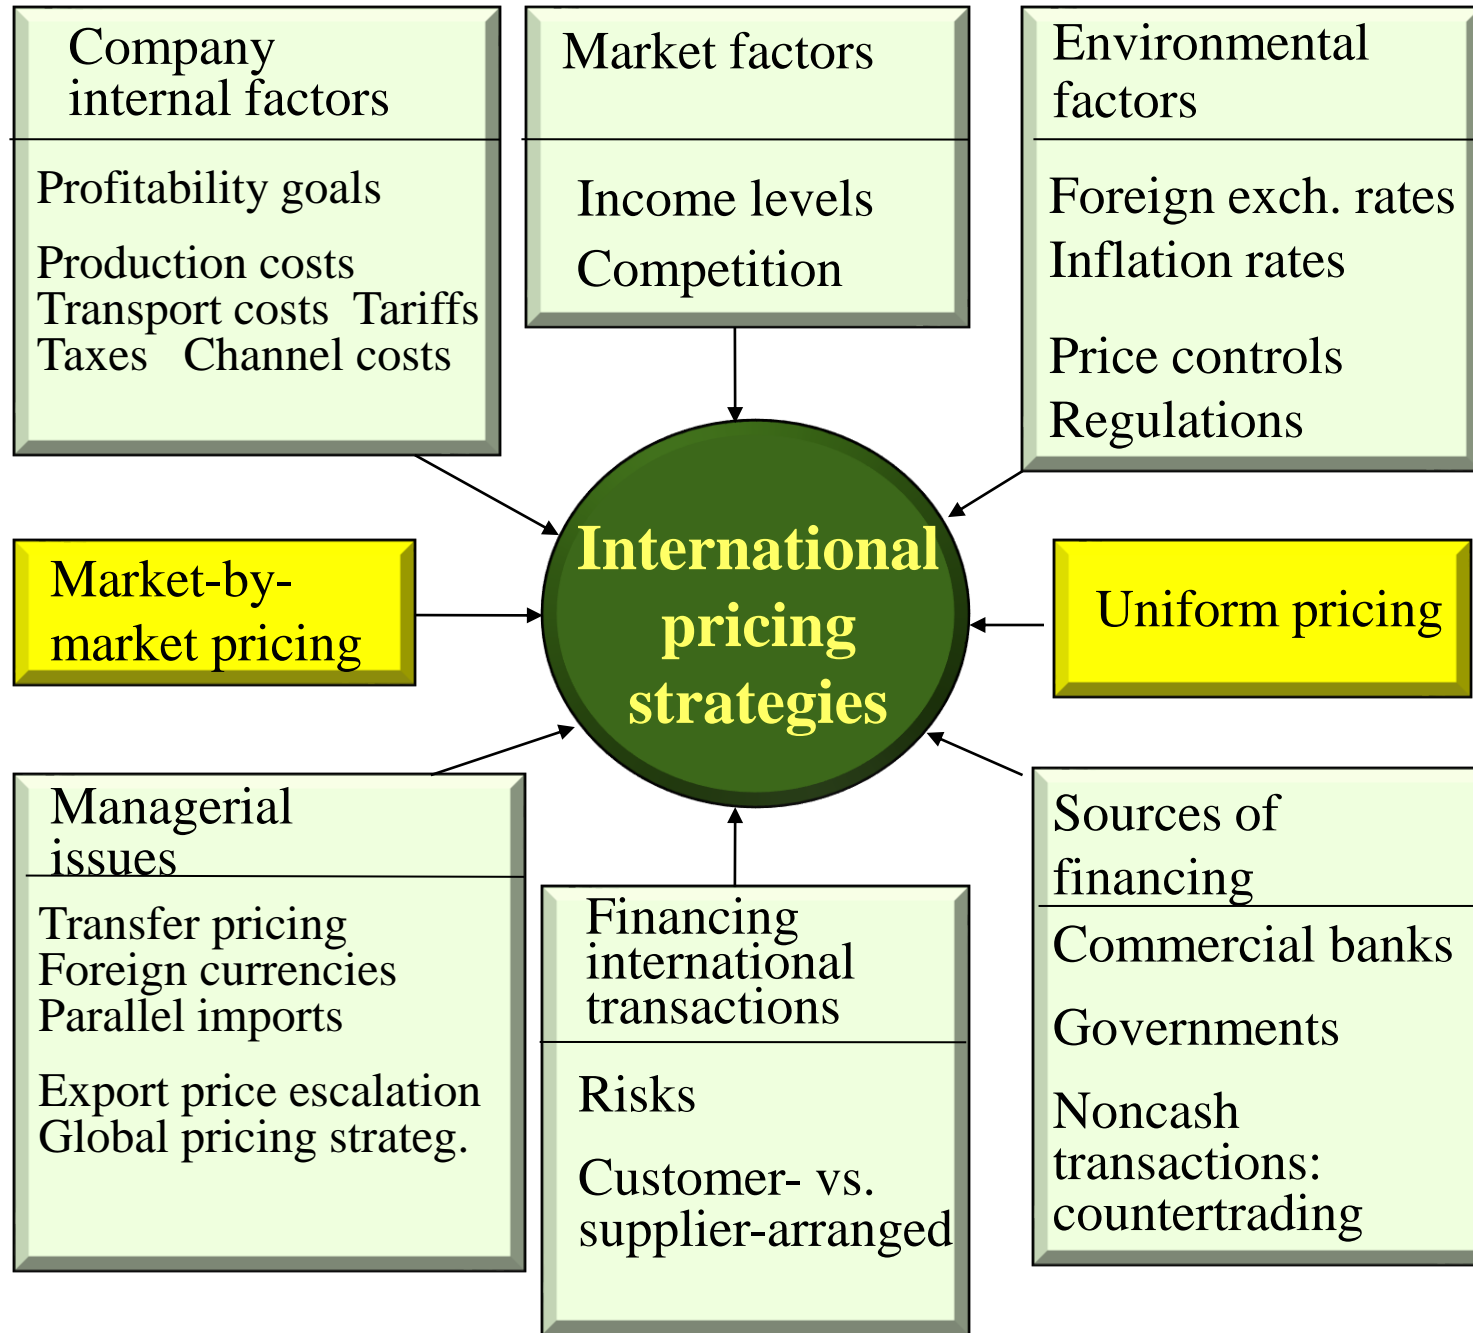 Company
internal factors
Profitability goals
Production costs
Transport costs  Tariffs
Taxes   Channel costs
Market factors
Income levels
Competition
Environmental
factors
Foreign exch. rates
Inflation rates
Price controls
Regulations
Market-by-
market pricing
International
pricing
strategies
Uniform pricing
Managerial
issues
Transfer pricing
Foreign currencies
Parallel imports
Export price escalation
Global pricing strateg.
Financing
international
transactions
Risks
Customer- vs.
supplier-arranged
Sources of
financing
Commercial banks
Governments
Noncash
transactions:
countertrading